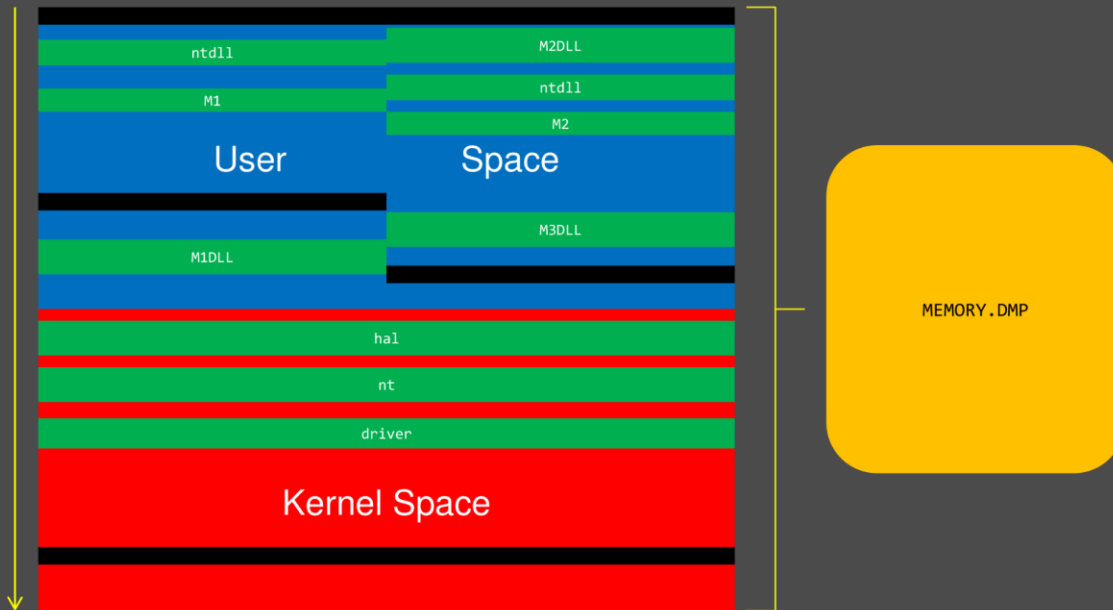 ntdll
M1
M2DLL
ntdll
M2
User Space
M1DLL
M3DLL
hal
nt
driver
Kernel Space
MEMORY.DMP